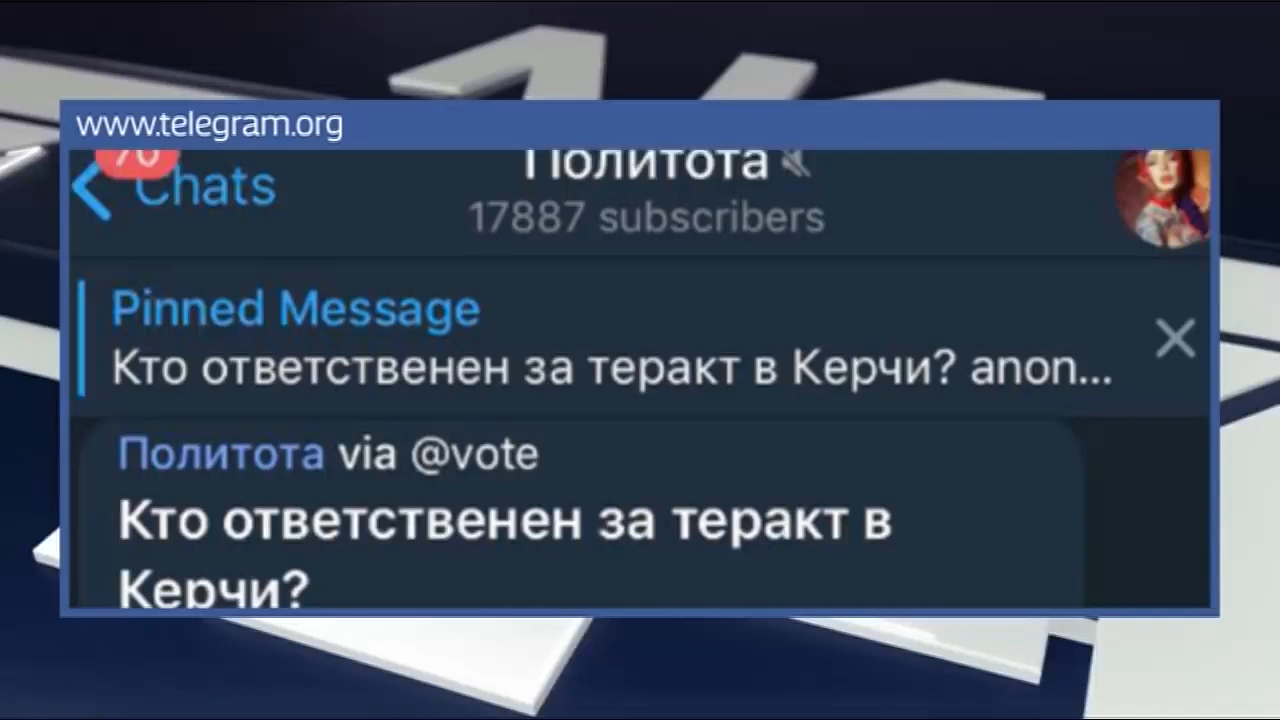 www.telegram.org
70
Chats
Политота
17887 subscribers
Pinned Message
Кто ответственен за теракт в Керчи? anon...
Политота via @vote
Кто ответственен за теракт в
Керчи?